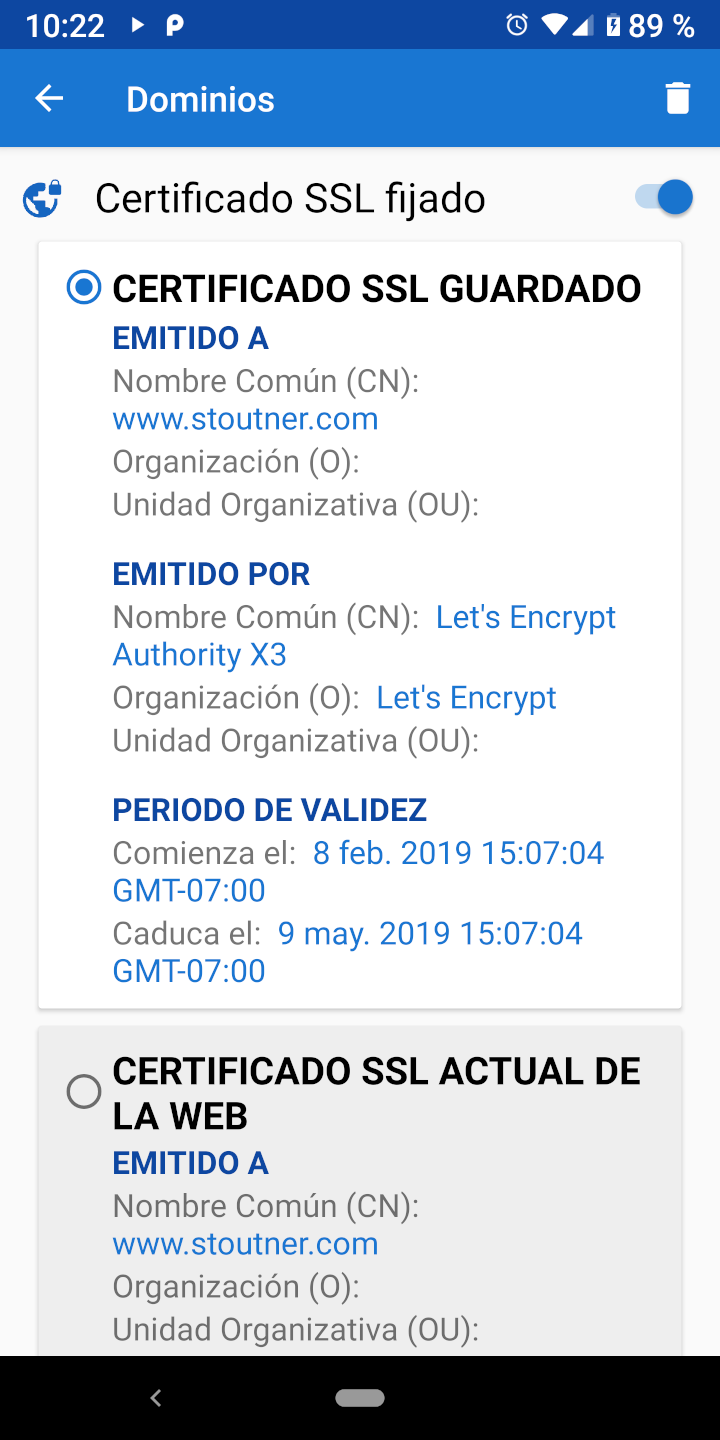 10:22 89 %
Dominios
Certificado SSL fijado
CERTIFICADO SSL GUARDADO
EMITIDO A
Nombre Común (CN):
www.stoutner.com
Organización (O):
Unidad Organizativa (OU):
EMITIDO POR
Nombre Común (CN): Let's Encrypt
Authority X3
Organización (O): Let's Encrypt
Unidad Organizativa (OU):
PERIODO DE VALIDEZ
Comienza el: 8 feb. 2019 15:07:04
GMT-07:00
Caduca el: 9 may. 2019 15:07:04
GMT-07:00
CERTIFICADO SSL ACTUAL DE
LA WEB
EMITIDO A
Nombre Común (CN):
www.stoutner.com
Organización (O):
Unidad Organizativa (OU):